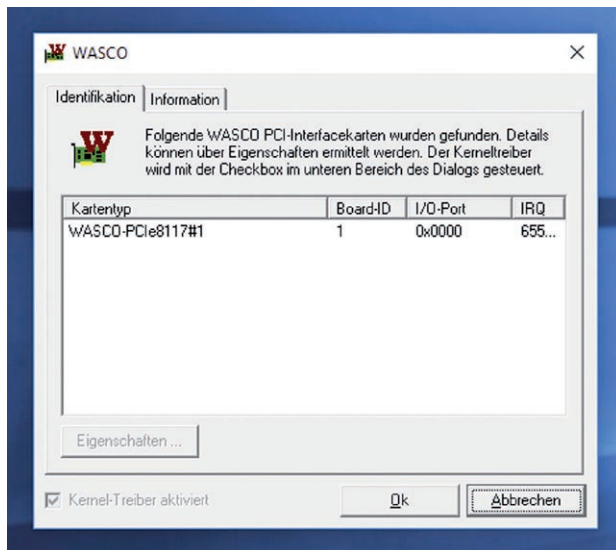 WASCO
Identifikation Information
W
Folgende WASCO PCI-Interfacekarten wurden gefunden. Details
können über Eigenschaften ermittelt werden. Der Kerneltreiber
wird mit der Checkbox im unteren Bereich des Dialogs gesteuert.
Kartentyp Board-ID I/O-Port IRQ
WASCO-PCIe8117#1 1 0x0000 655...
Eigenschaften ...
Kernel-Treiber aktiviert Ok Abbrechen